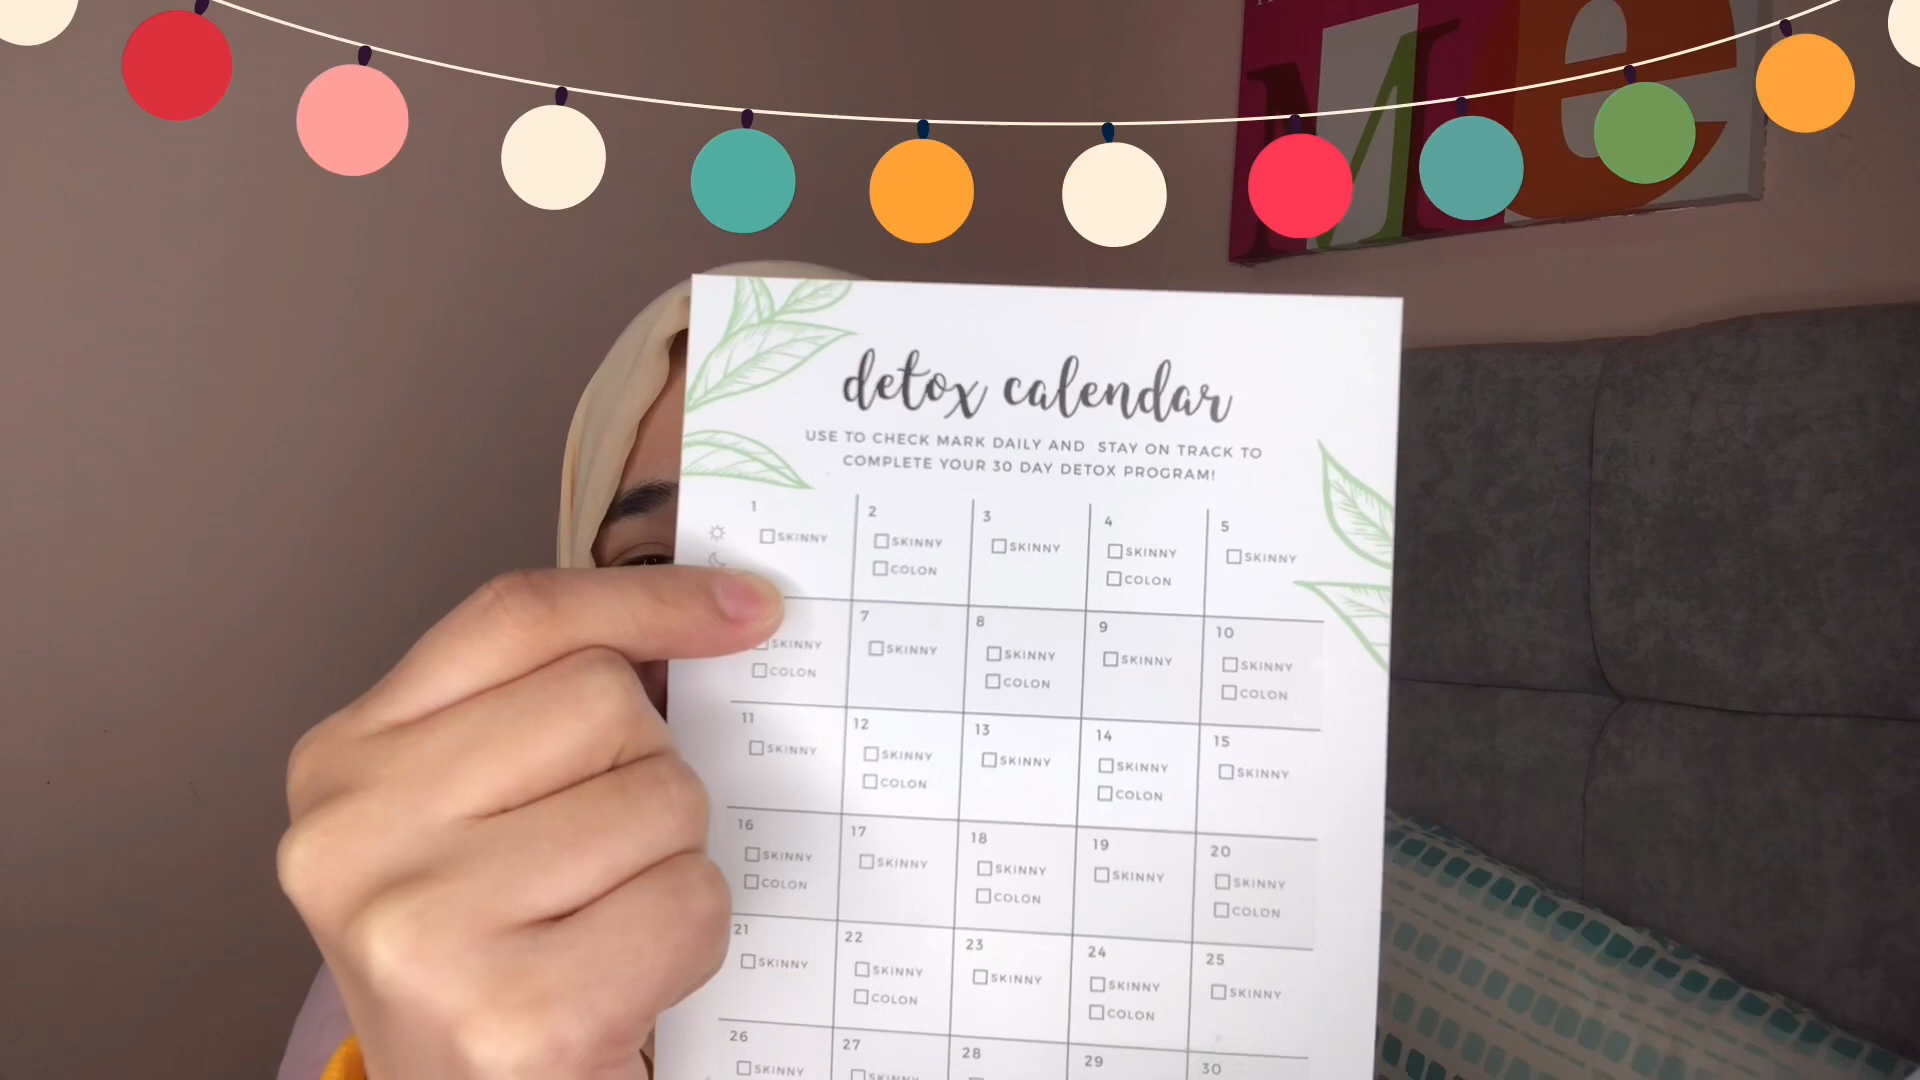 Me
detox calendar
USE TO CHECK MARK DAILY AND STAY ON TRACK TO
COMPLETE YOUR 30 DAY DETOX PROGRAM!
1
SKINNY
2
SKINNY
COLON
3
SKINNY
4
SKINNY
COLON
5
SKINNY
SKINNY
COLON
7
SKINNY
8
SKINNY
COLON
9
SKINNY
10
SKINNY
COLON
11
SKINNY
12
SKINNY
COLON
13
SKINNY
14
SKINNY
COLON
15
SKINNY
16
SKINNY
COLON
17
SKINNY
18
SKINNY
COLON
19
SKINNY
20
SKINNY
COLON
21
SKINNY
22
SKINNY
COLON
23
SKINNY
24
SKINNY
COLON
25
SKINNY
26
SKINNY
27
SKINNY
28
29
30